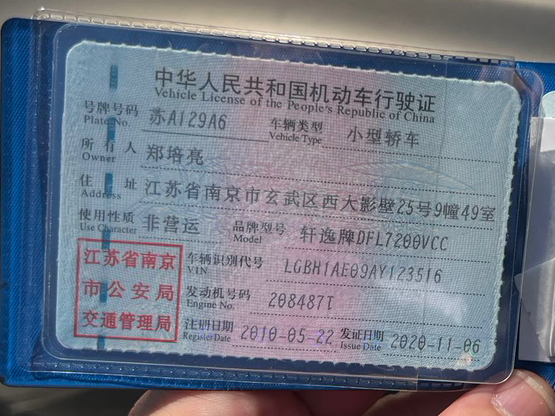 中华人民共和国机动车行驶证
Vehicle License of the People's Republic of China
号牌号码 苏A129A6 车辆类型 小型轿车
Plate No. Vehicle Type
所有人 郑培亮
Owner
住址 江苏省南京市玄武区西大影壁25号9幢49室
Address
使用性质 非营运 品牌型号 轩逸牌DFL7200VCC
Use Character Model
江苏省南京 车辆识别代号 LGBH1AE09AY123516
VIN
市公安局 发动机号码 208487T
Engine No.
交通管理局 注册日期 2010-05-22 发证日期 2020-11-06
Register Date Issue Date